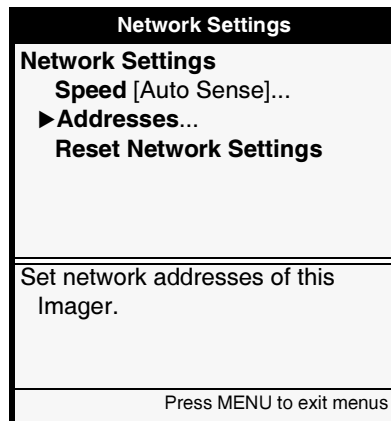 Network Settings
Network Settings
Speed [Auto Sense]...
▶Addresses...
Reset Network Settings
Set network addresses of this
Imager.
Press MENU to exit menus